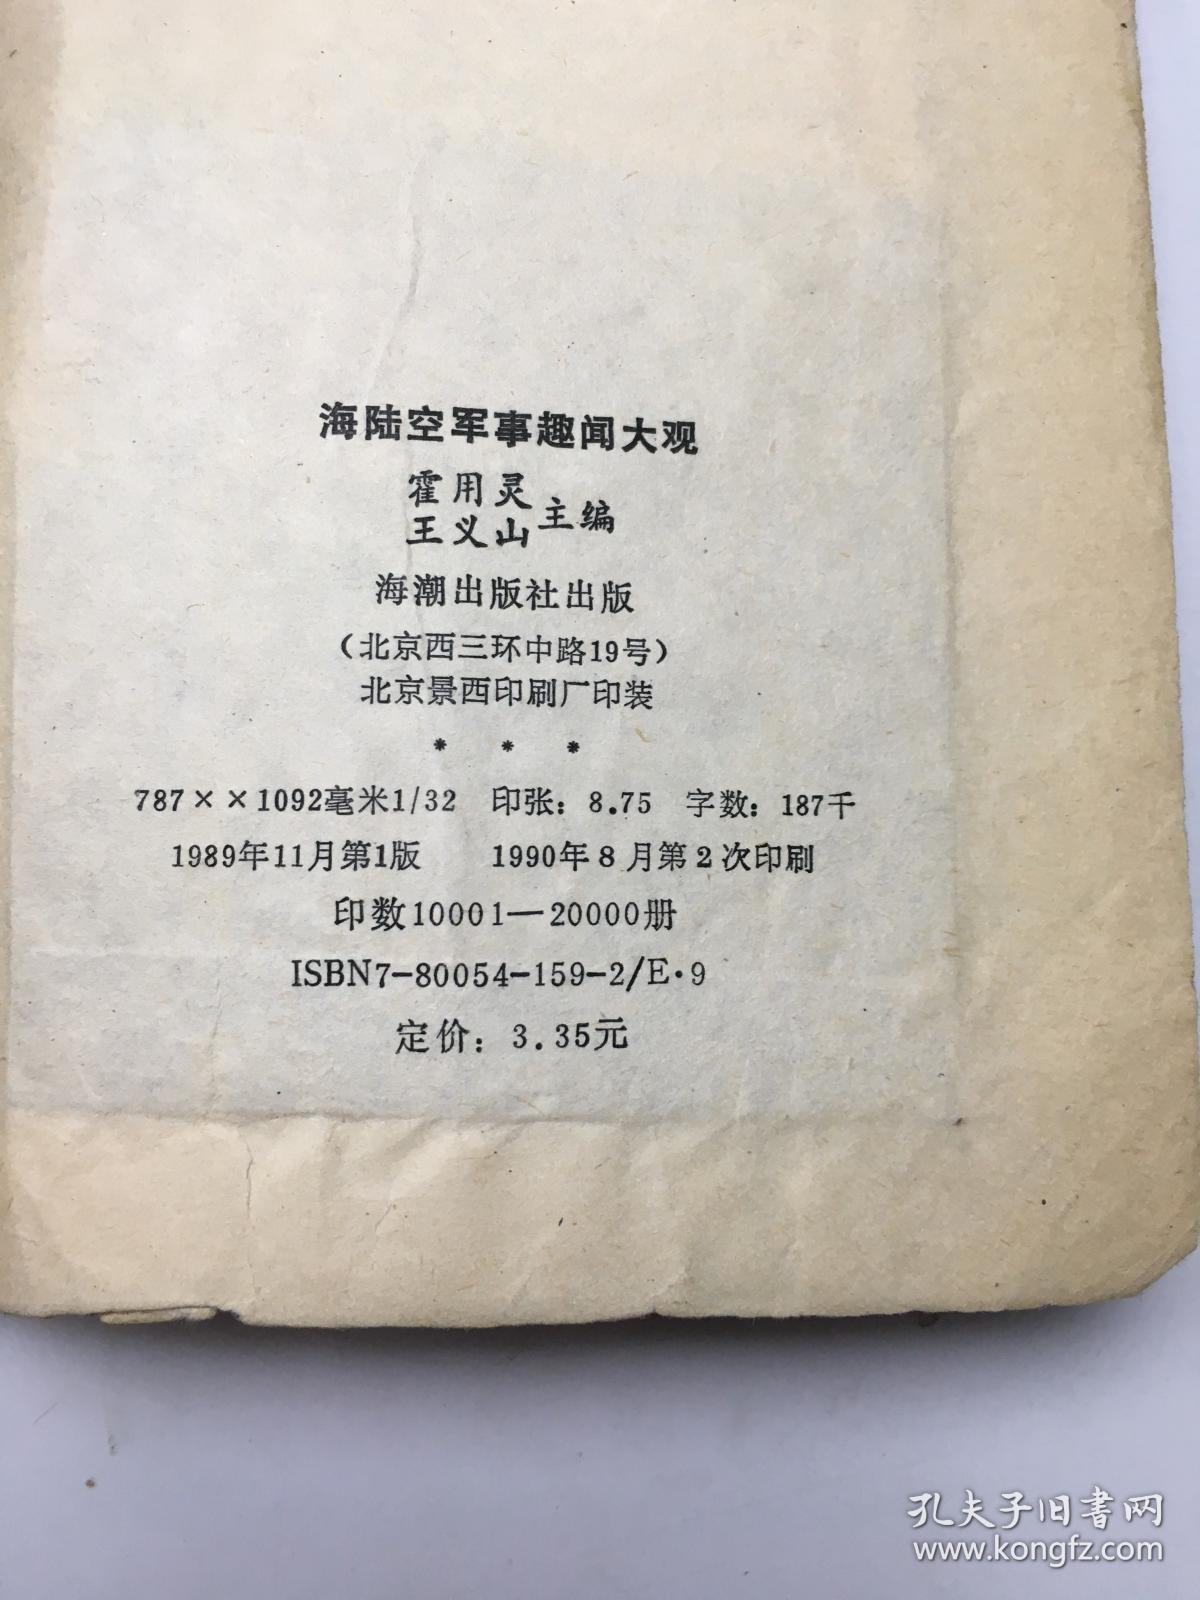 海陆空军事趣闻大观
霍用灵
王义山 主编
海潮出版社出版
（北京西三环中路19号）
北京景西印刷厂印装
* * *
787××1092毫米1/32 印张：8.75 字数：187千
1989年11月第1版 1990年8月第2次印刷
印数10001—20000册
ISBN7-80054-159-2/E·9
定价：3.35元
孔夫子旧书网
www.kongfz.com